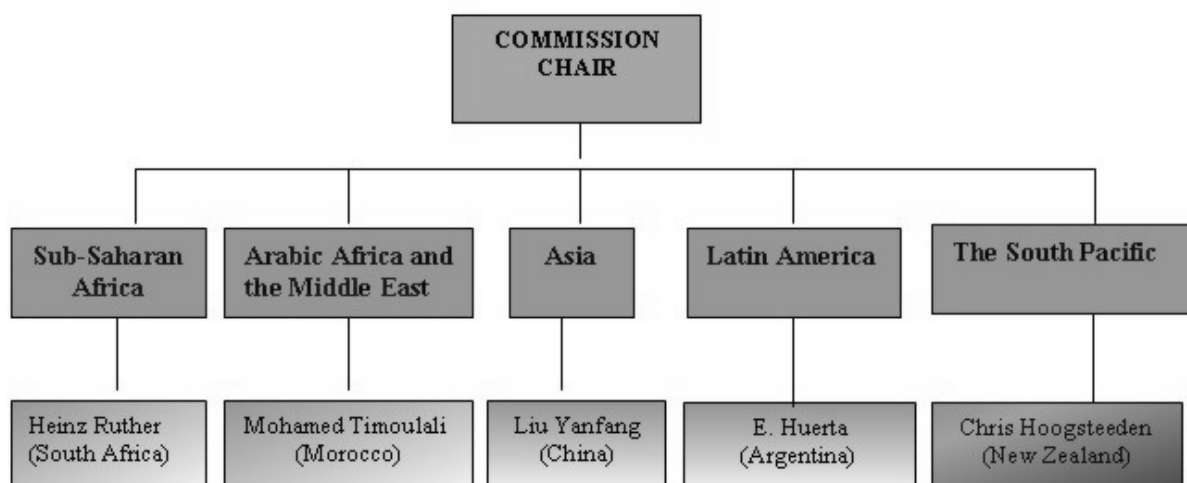 COMMISSION
CHAIR
Sub-Saharan
Africa
Arabic Africa and
the Middle East
Asia
Latin America
The South Pacific
Heinz Ruther
(South Africa)
Mohamed Timoulali
(Morocco)
Liu Yanfang
(China)
E. Huerta
(Argentina)
Chris Hoogsteeden
(New Zealand)